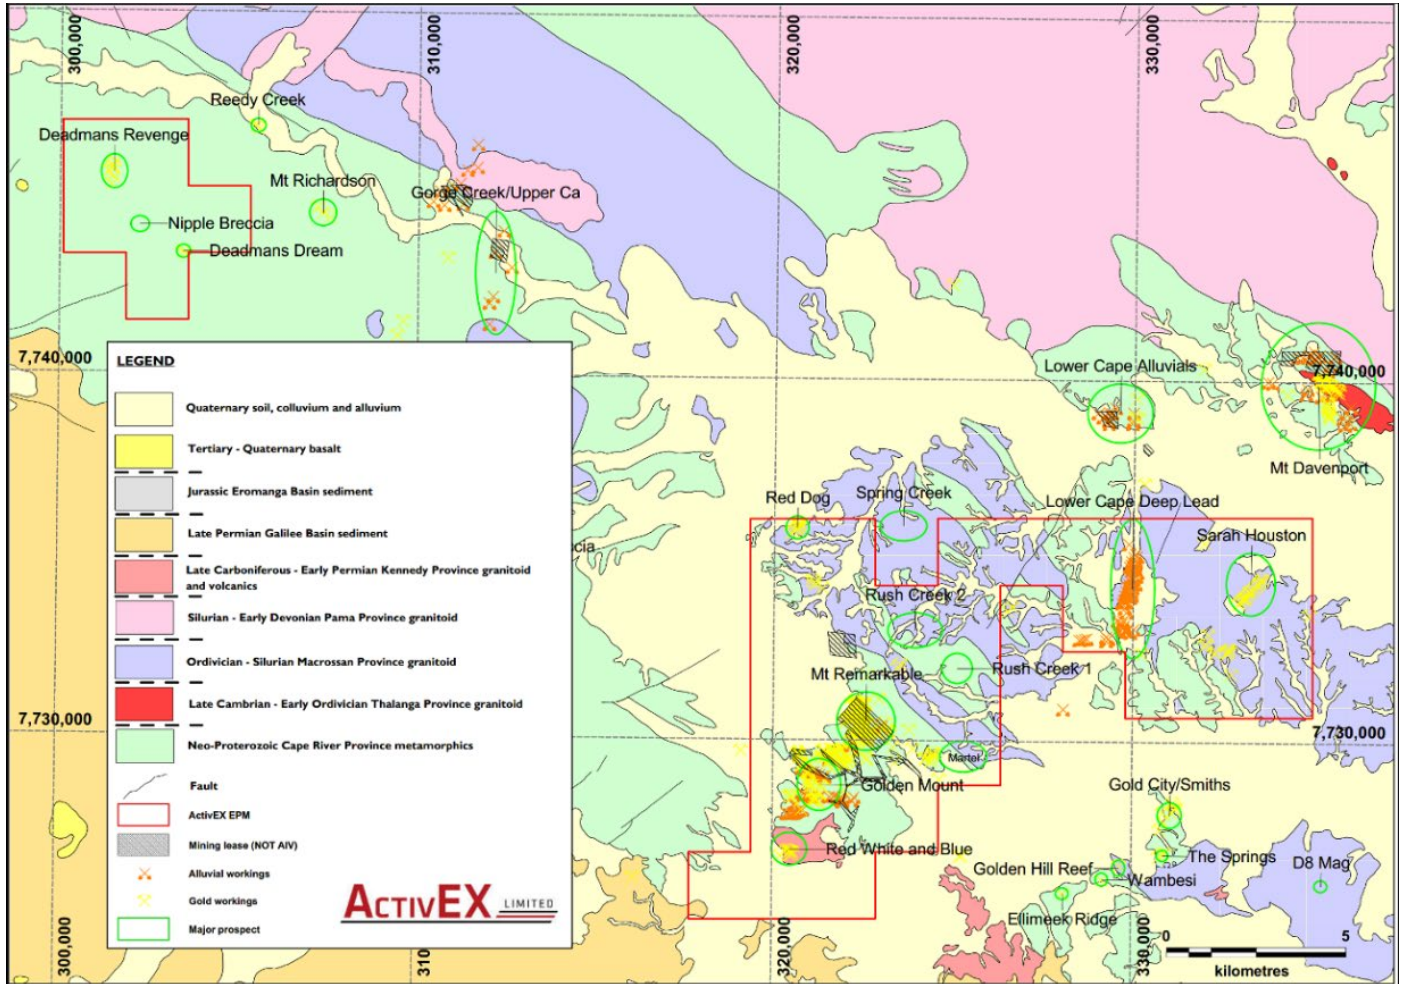 300,000
310,000
320,000
330,000
Reedy Creek
Deadmans Revenge
Mt Richardson
Gorge Creek/Upper Ca
Nipple Breccia
Deadmans Dream
7,740,000
7,740,000
Lower Cape Alluvials
Mt Davenport
LEGEND
Quaternary soil, colluvium and alluvium
Tertiary - Quaternary basalt
Jurassic Eromanga Basin sediment
Late Permian Galilee Basin sediment
Late Carboniferous - Early Permian Kennedy Province granitoid
and volcanics
Silurian - Early Devonian Pama Province granitoid
Ordivician - Silurian Macrossan Province granitoid
Late Cambrian - Early Ordivician Thalanga Province granitoid
Neo-Proterozoic Cape River Province metamorphics
Fault
ActivEX EPM
Mining lease (NOT AIV)
Alluvial workings
Gold workings
Major prospect
ACTIVEX LIMITED
Red Dog
Spring Creek
Lower Cape Deep Lead
Sarah Houston
cia
Rush Creek 2
Rush Creek 1
Mt Remarkable
7,730,000
7,730,000
Martel
Golden Mount
Gold City/Smiths
Red White and Blue
The Springs
D8 Mag
Golden Hill Reef
Wambesi
Ellimeek Ridge
300,000
310
320,000
330,000
0 5
kilometres